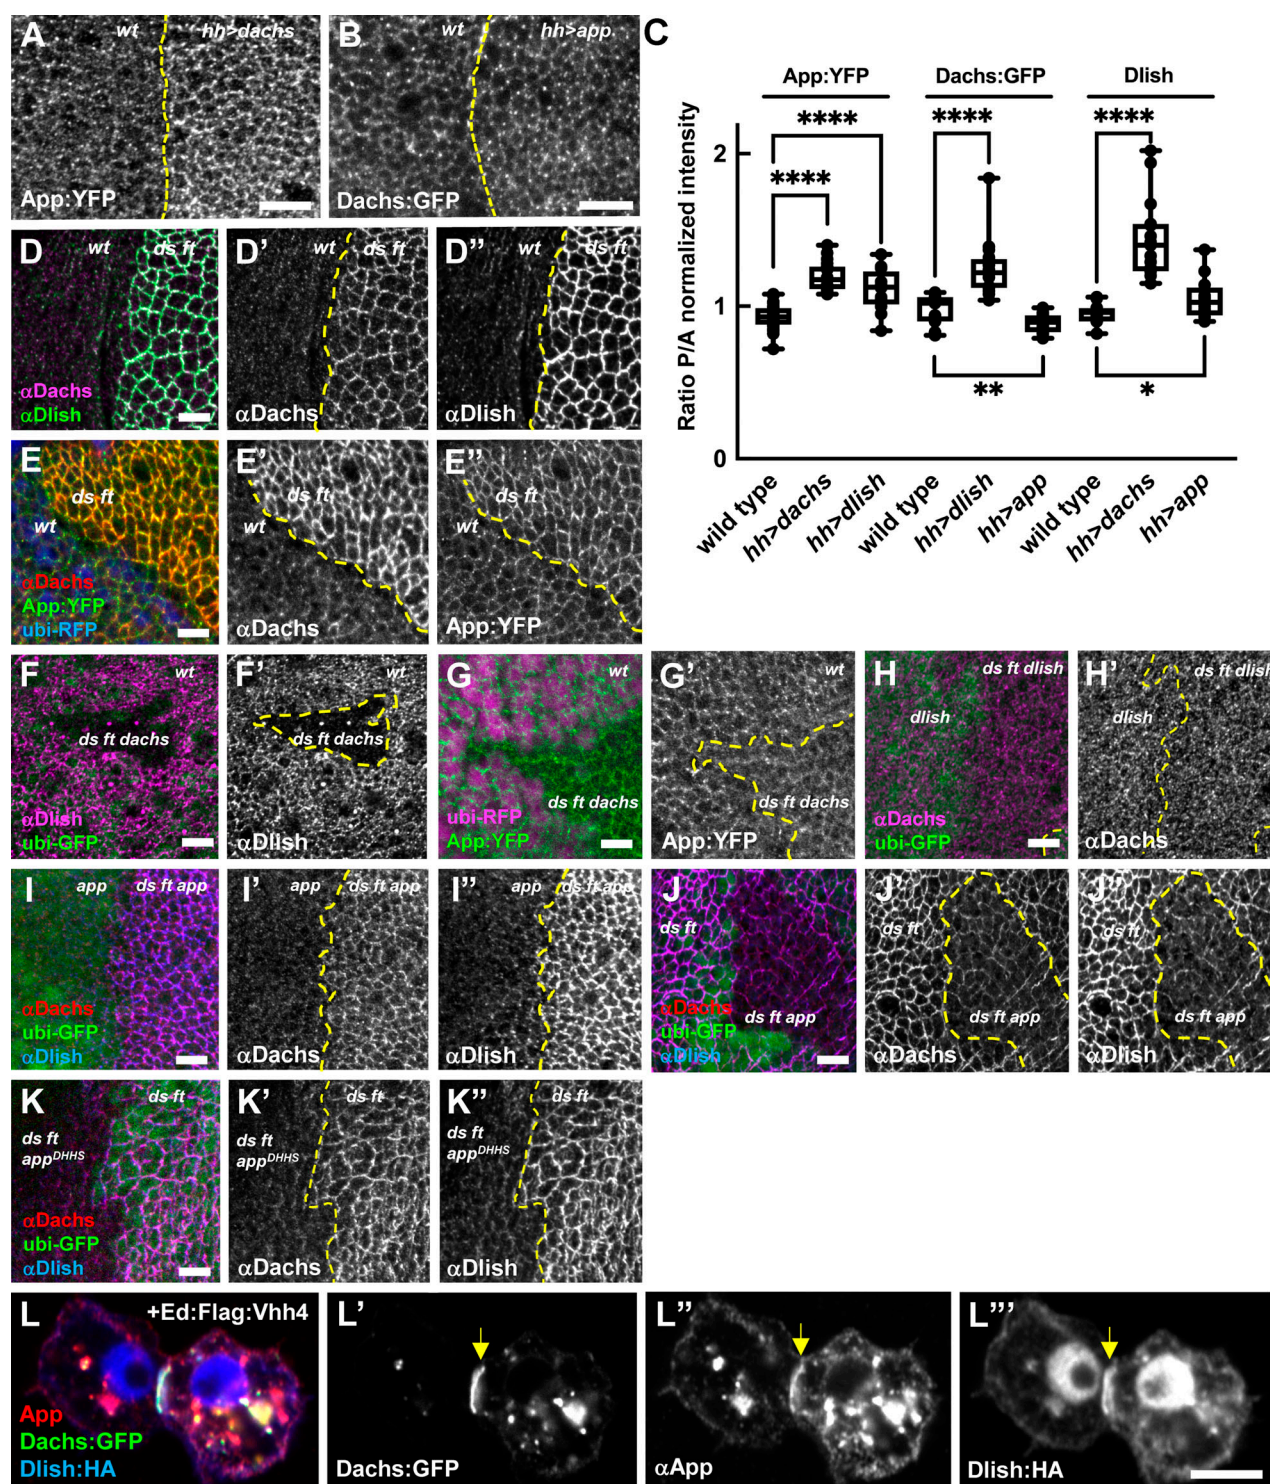 A wt hh>dachs
App:YFP
B wt hh>app
Dachs:GFP
C
App:YFP Dachs:GFP Dlish
**** **** ****
****
** *
Ratio P/A normalized intensity
2
1
0
wild type hh>dachs hh>dlish wild type hh>dlish hh>app wild type hh>dachs hh>app
D wt ds ft
αDachs
αDlish
D' wt ds ft
αDachs
D" wt ds ft
αDlish
E ds ft
wt
αDachs
App:YFP
ubi-RFP
E' ds ft
wt
αDachs
E" ds ft
wt
App:YFP
F wt
ds ft dachs
αDlish
ubi-GFP
F' wt
ds ft dachs
αDlish
G wt
ds ft dachs
ubi-RFP
App:YFP
G' wt
ds ft dachs
App:YFP
H ds ft dlish
dlish
αDachs
ubi-GFP
H' ds ft dlish
dlish
αDachs
I app ds ft app
αDachs
ubi-GFP
αDlish
I' app ds ft app
αDachs
I" app ds ft app
αDlish
J
ds ft
ds ft app
αDachs
ubi-GFP
αDlish
J'
ds ft
ds ft app
αDachs
J"
ds ft
ds ft app
αDlish
K ds ft
ds ft
appDHHS
αDachs
ubi-GFP
αDlish
K' ds ft
ds ft
appDHHS
αDachs
K" ds ft
ds ft
appDHHS
αDlish
L +Ed:Flag:Vhh4
App
Dachs:GFP
Dlish:HA
L'
Dachs:GFP
L"
αApp
L"'
Dlish:HA